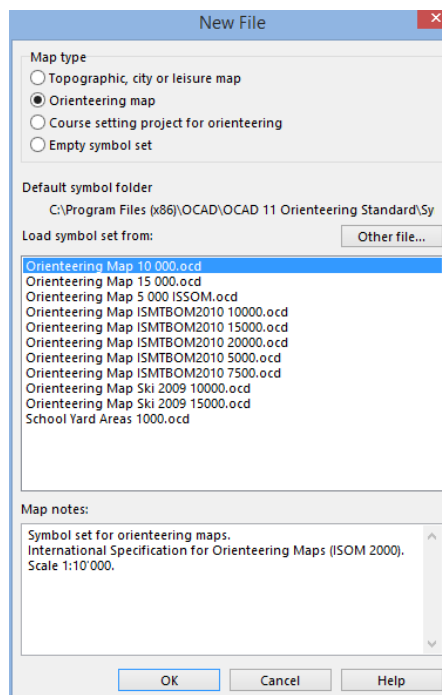 New File
Map type
Topographic, city or leisure map
Orienteering map
Course setting project for orienteering
Empty symbol set
Default symbol folder
C:\Program Files (x86)\OCAD\OCAD 11 Orienteering Standard\Sy
Load symbol set from:
Other file...
Orienteering Map 10 000.ocd
Orienteering Map 15 000.ocd
Orienteering Map 5 000 ISSOM.ocd
Orienteering Map ISMTBOM2010 10000.ocd
Orienteering Map ISMTBOM2010 15000.ocd
Orienteering Map ISMTBOM2010 20000.ocd
Orienteering Map ISMTBOM2010 5000.ocd
Orienteering Map ISMTBOM2010 7500.ocd
Orienteering Map Ski 2009 10000.ocd
Orienteering Map Ski 2009 15000.ocd
School Yard Areas 1000.ocd
Map notes:
Symbol set for orienteering maps.
International Specification for Orienteering Maps (ISOM 2000).
Scale 1:10'000.
OK Cancel Help